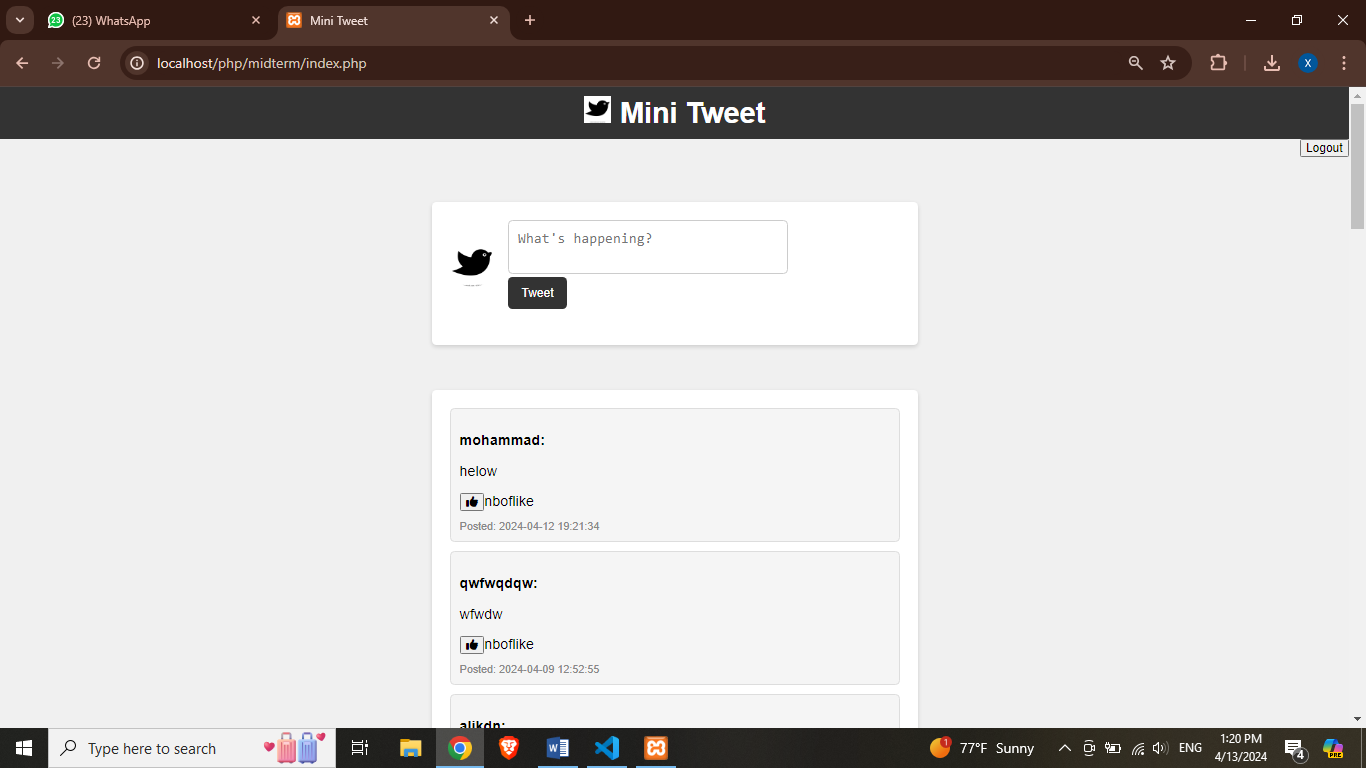 (23) WhatsApp
Mini Tweet
localhost/php/midterm/index.php
X
Mini Tweet
Logout
What's happening?
Tweet
mohammad:
helow
nboflike
Posted: 2024-04-12 19:21:34
qwfwqdqw:
wfwdw
nboflike
Posted: 2024-04-09 12:52:55
alikdn:
Type here to search
77°F Sunny
ENG
1:20 PM
4/13/2024
4